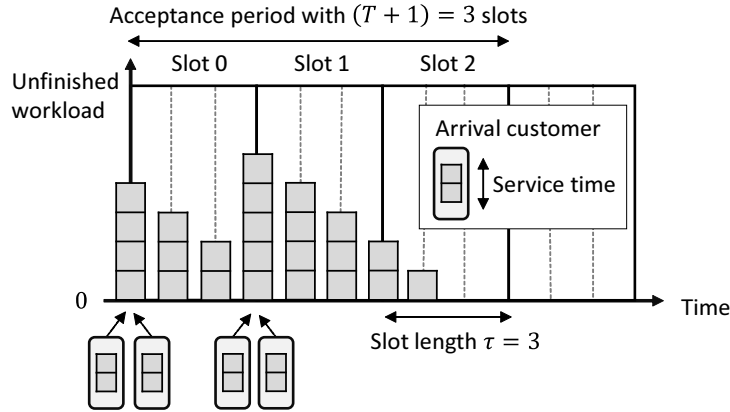 Acceptance period with (T + 1) = 3 slots
Slot 0
Slot 1
Slot 2
Unfinished
workload
Arrival customer
Service time
0
Time
Slot length τ = 3